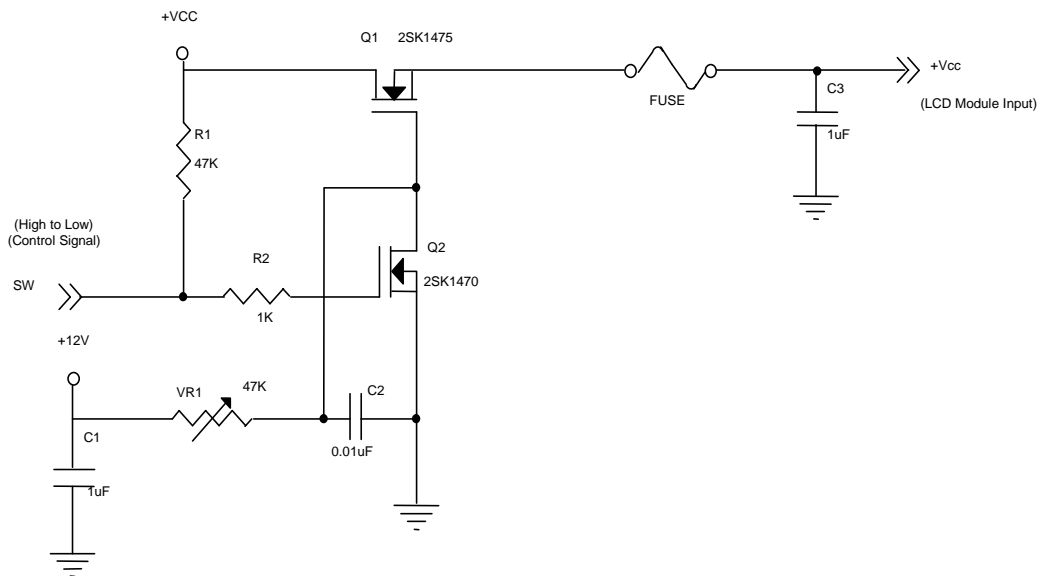 +VCC
Q1 2SK1475
+Vcc
FUSE
C3
(LCD Module Input)
1uF
R1
47K
(High to Low)
(Control Signal)
SW
R2
1K
Q2
2SK1470
+12V
VR1
47K
C2
0.01uF
C1
1uF